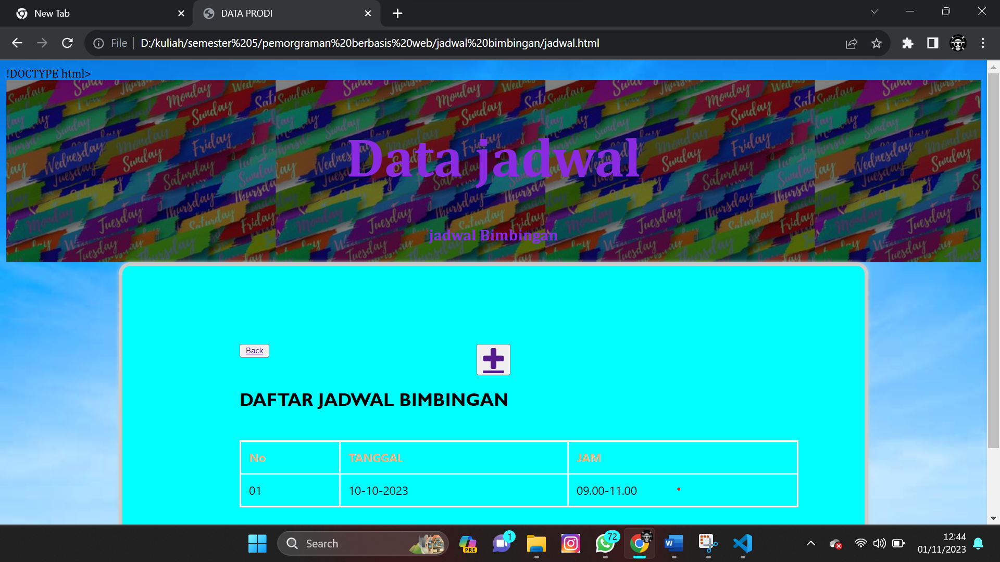 New Tab
DATA PRODI
File
D:/kuliah/semester%205/pemorgraman%20berbasis%20web/jadwal%20bimbingan/jadwal.html
!DOCTYPE html>
Data jadwal
jadwal Bimbingan
Back
DAFTAR JADWAL BIMBINGAN
No TANGGAL JAM
01 10-10-2023 09.00-11.00
Search
PRE
1
72
W
12:44
01/11/2023